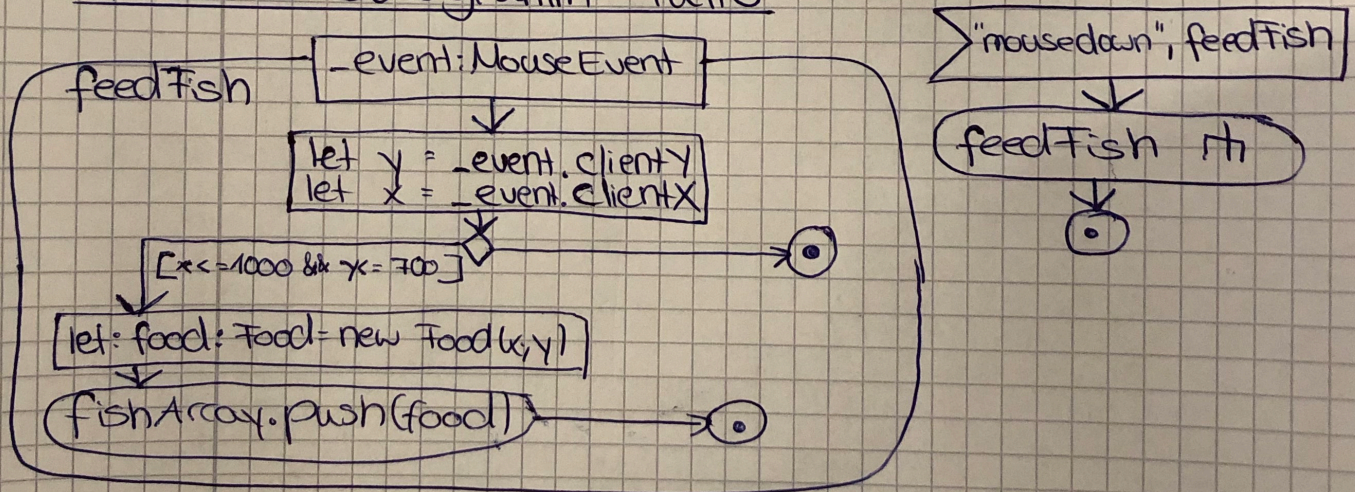 feedFish
_event: MouseEvent
let y = _event.clientY
let x = _event.clientX
[x<=1000 && y<= 700]
let: food: Food= new Food(x,y)
fishArray.push(food)
"mousedown", feedFish
feedFish